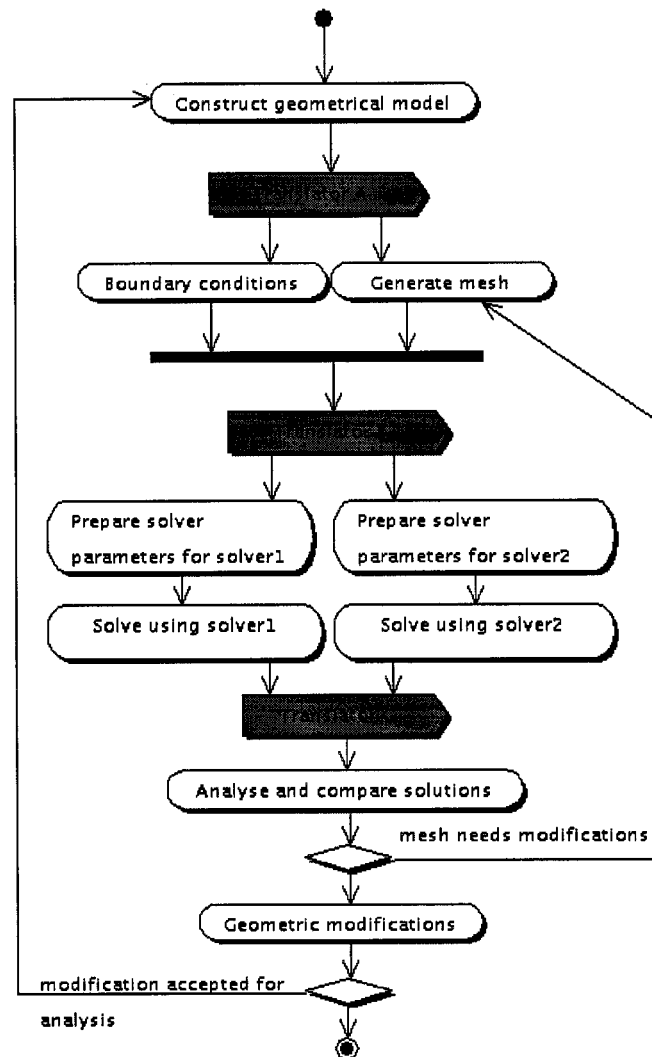 Construct geometrical model
Boundary conditions
Generate mesh
Prepare solver
parameters for solver1
Prepare solver
parameters for solver2
Solve using solver1
Solve using solver2
Analyse and compare solutions
mesh needs modifications
Geometric modifications
modification accepted for
analysis